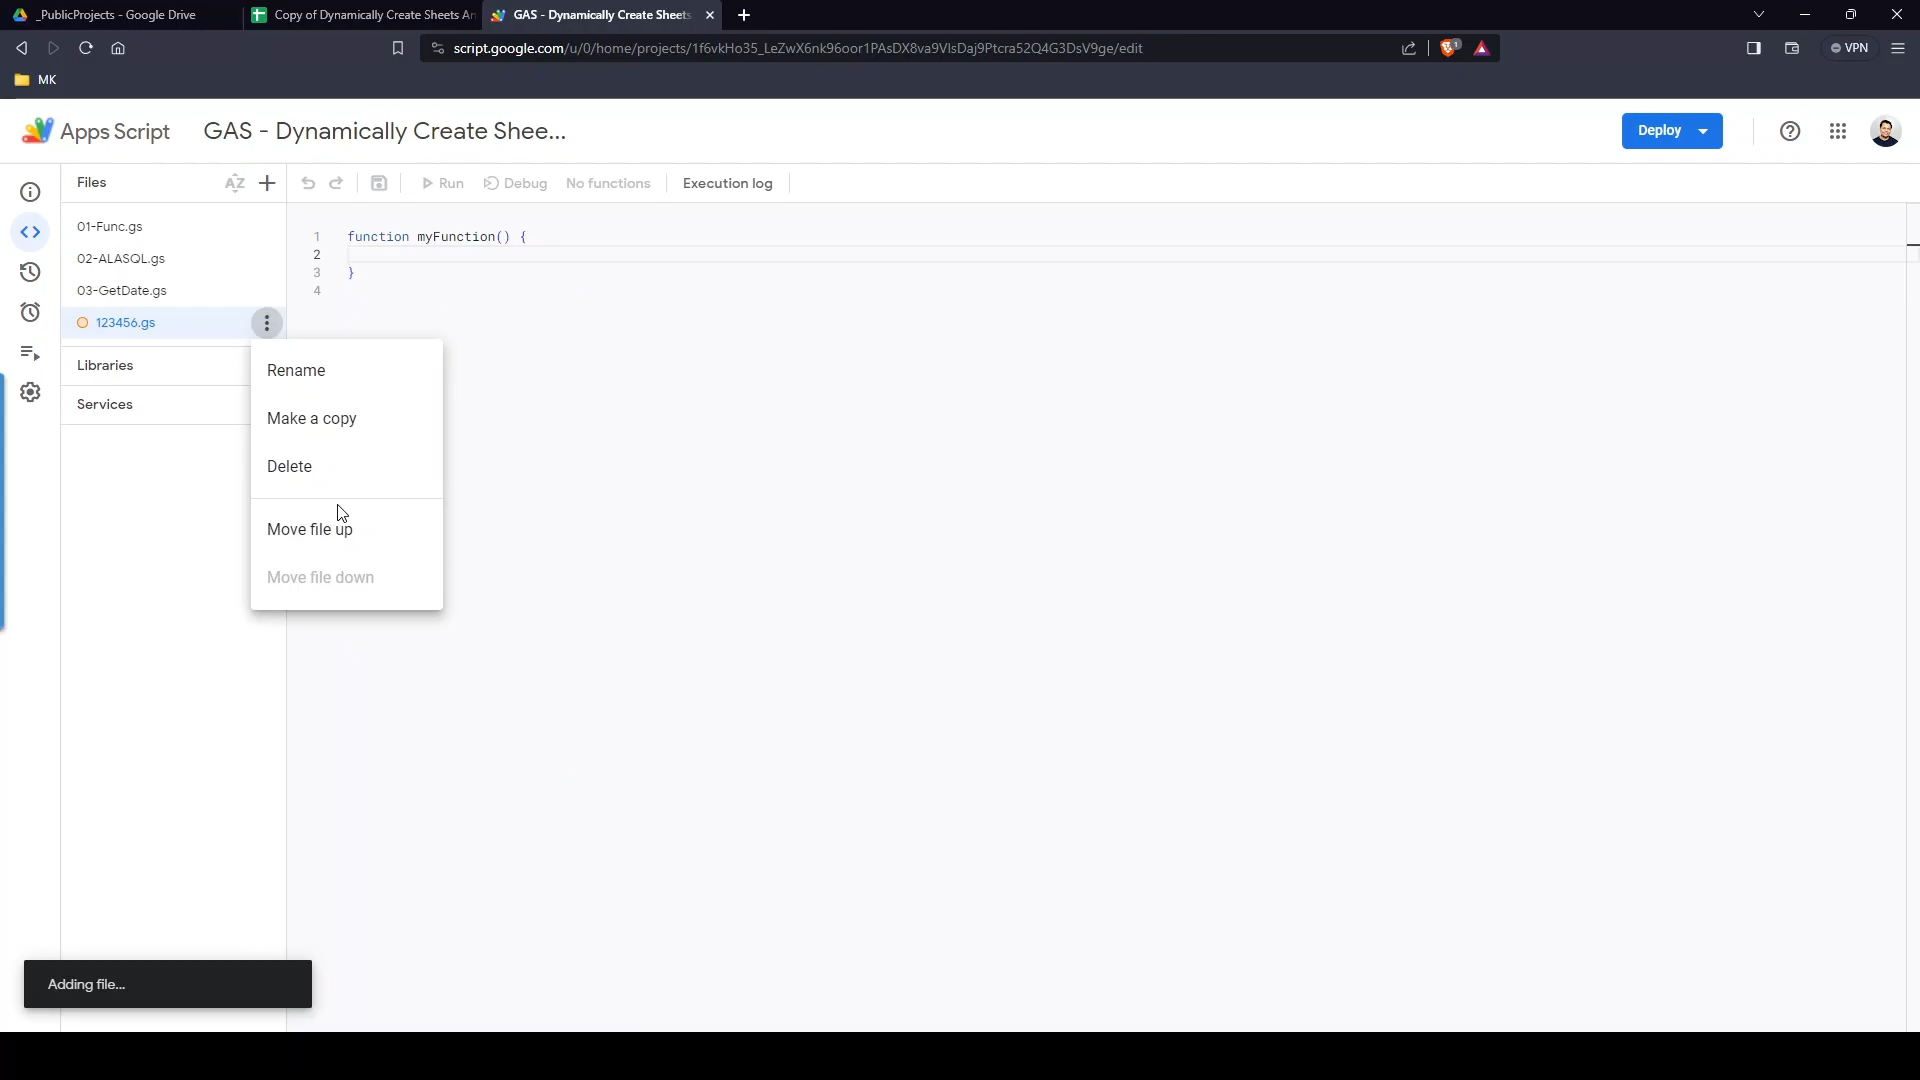 _PublicProjects - Google Drive
Copy of Dynamically Create Sheets An
GAS - Dynamically Create Sheets
script.google.com/u/0/home/projects/1f6vkHo35_LeZwX6nk96oor1PAsDX8va9VlsDaj9Ptcra52Q4G3DsV9ge/edit
1
VPN
MK
Apps Script
GAS - Dynamically Create Shee...
Deploy
Files
AZ
Run
Debug
No functions
Execution log
01-Func.gs
02-ALASQL.gs
03-GetDate.gs
123456.gs
Libraries
Services
1 function myFunction() {
2
3 }
4
Rename
Make a copy
Delete
Move file up
Move file down
Adding file...